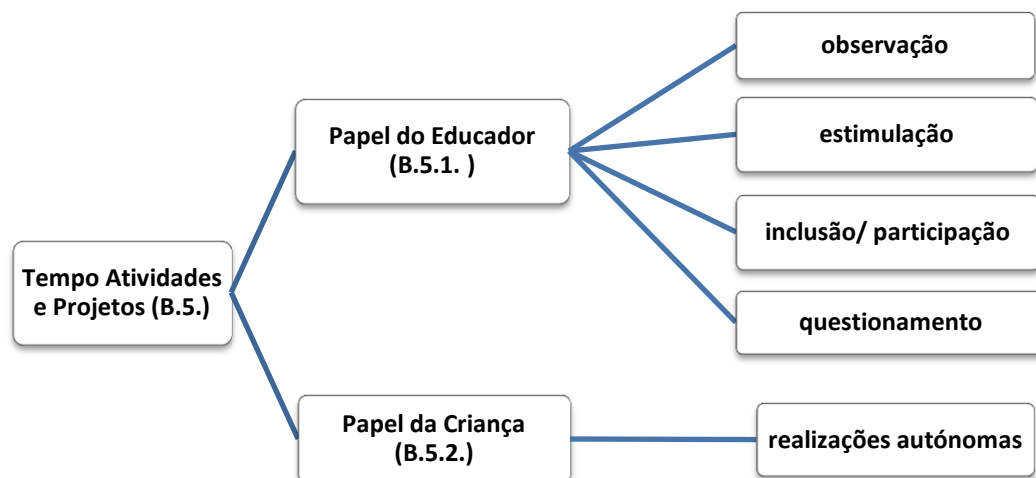 Tempo Atividades
e Projetos (B.5.)
Papel do Educador
(B.5.1. )
observação
estimulação
inclusão/ participação
questionamento
Papel da Criança
(B.5.2.)
realizações autónomas